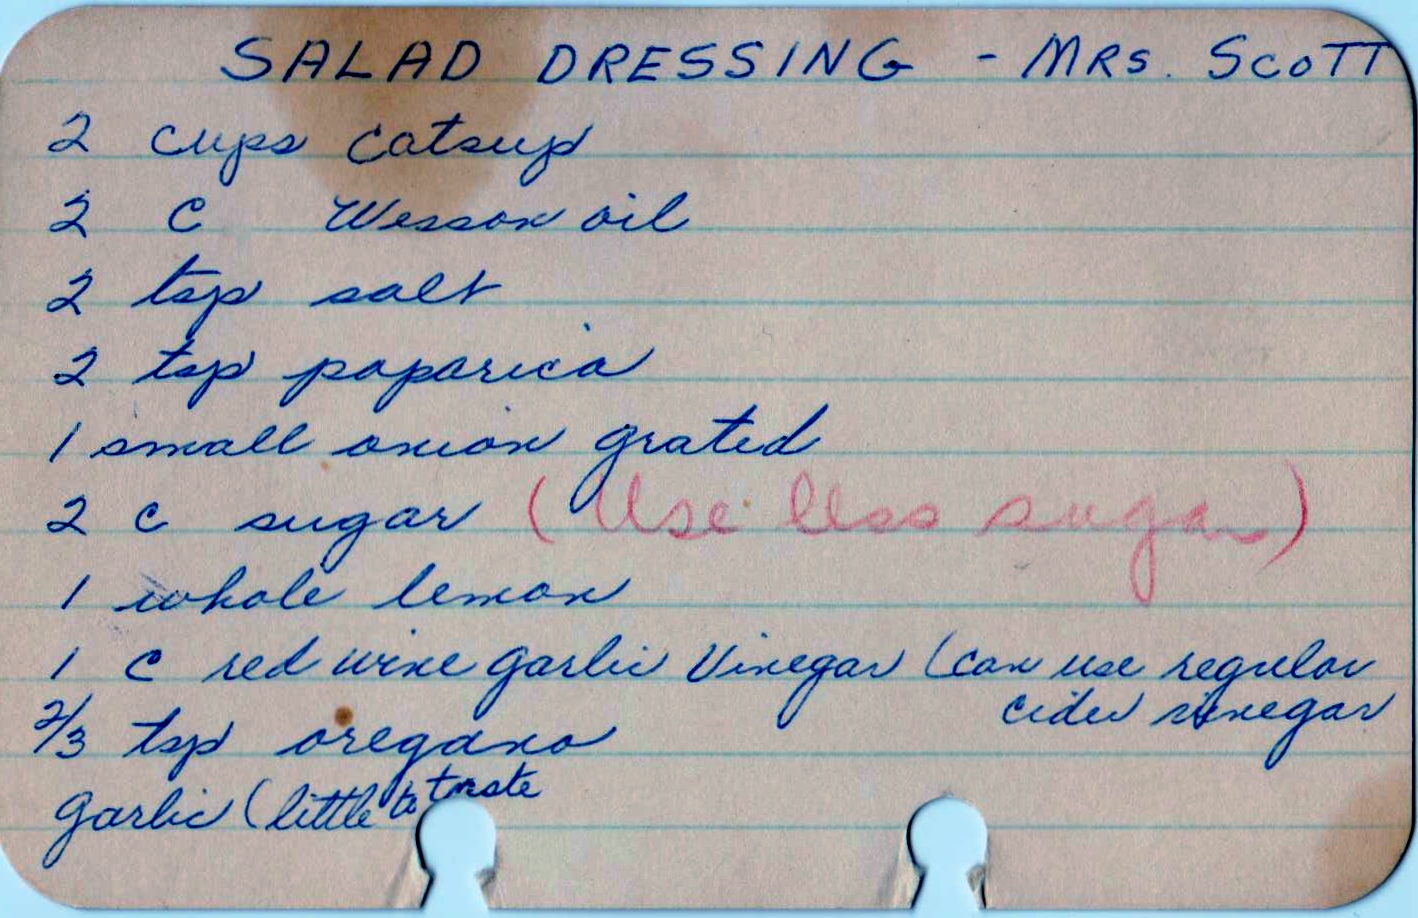 SALAD DRESSING - MRS. SCOTT
2 cups catsup
2 c Wesson oil
2 tsp salt
2 tsp paparica
1 small onion grated
2 c sugar (Use less sugar)
1 whole lemon
1 c red wine garlic Vinegar (can use regular
cider vinegar
2/3 tsp oregano
Garlic (little to taste